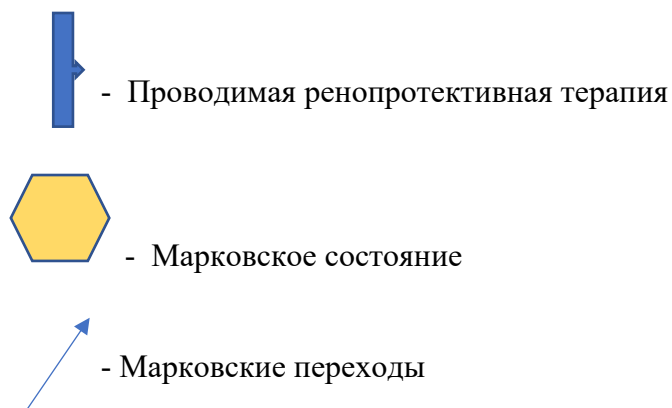 - Проводимая ренопротективная терапия
- Марковское состояние
- Марковские переходы